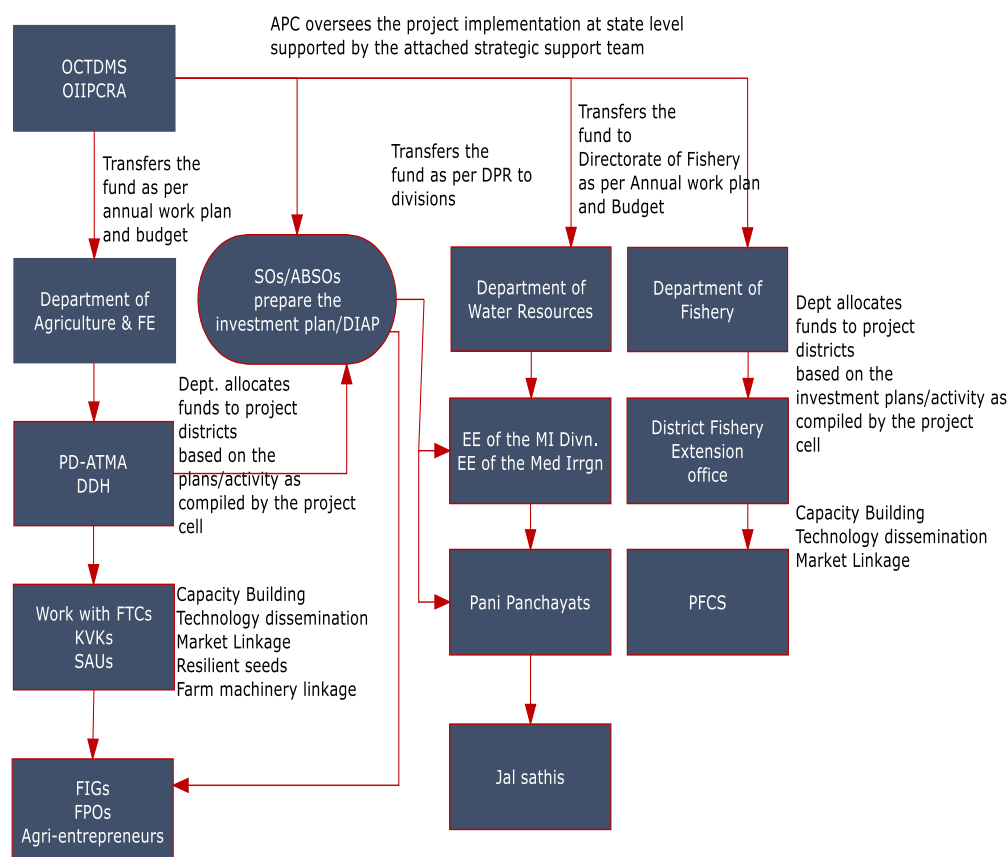 APC oversees the project implementation at state level
supported by the attached strategic support team
OCTDMS
OIIPCRA
Transfers the
fund as per
annual work plan
and budget
Transfers the
fund as per DPR to
divisions
Transfers the
fund to
Directorate of Fishery
as per Annual work plan
and Budget
Department of
Agriculture & FE
SOs/ABSOs
prepare the
investment plan/DIAP
Department of
Water Resources
Department of
Fishery
Dept allocates
funds to project
districts
based on the
investment plans/activity as
compiled by the project
cell
Dept. allocates
funds to project
districts
based on the
plans/activity as
compiled by the project
cell
PD-ATMA
DDH
EE of the MI Divn.
EE of the Med Irrgn
District Fishery
Extension
office
Capacity Building
Technology dissemination
Market Linkage
Work with FTCs
KVKs
SAUs
Capacity Building
Technology dissemination
Market Linkage
Resilient seeds
Farm machinery linkage
Pani Panchayats
PFCS
Jal sathis
FIGs
FPOs
Agri-entrepreneurs